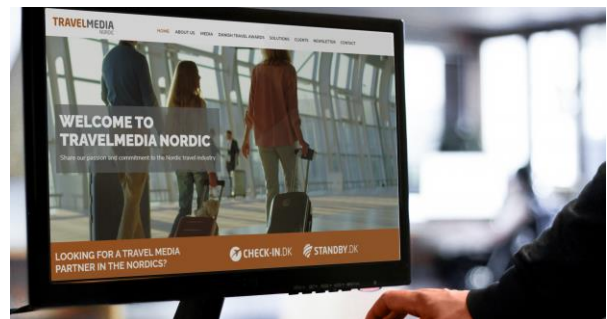 TRAVELMEDIA
NORDIC
HOME ABOUT US MEDIA DANISH TRAVEL AWARDS SOLUTIONS CLIENTS NEWSLETTER CONTACT
WELCOME TO
TRAVELMEDIA NORDIC
Share our passion and commitment to the Nordic travel industry
LOOKING FOR A TRAVEL MEDIA
PARTNER IN THE NORDICS?
CHECK-IN.DK STANDBY.DK